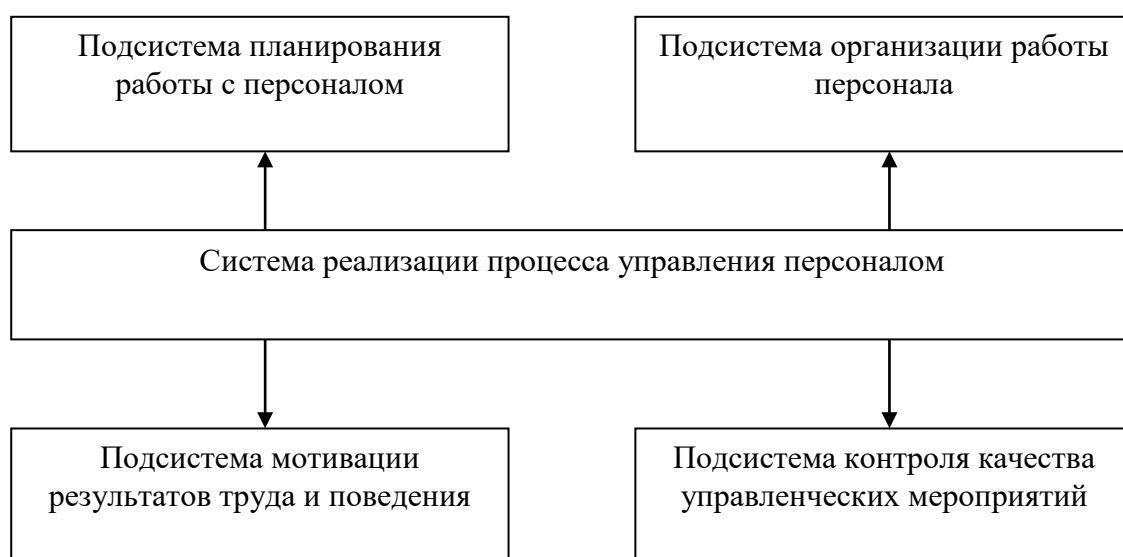 Подсистема планирования
работы с персоналом
Подсистема организации работы
персонала
Система реализации процесса управления персоналом
Подсистема мотивации
результатов труда и поведения
Подсистема контроля качества
управленческих мероприятий